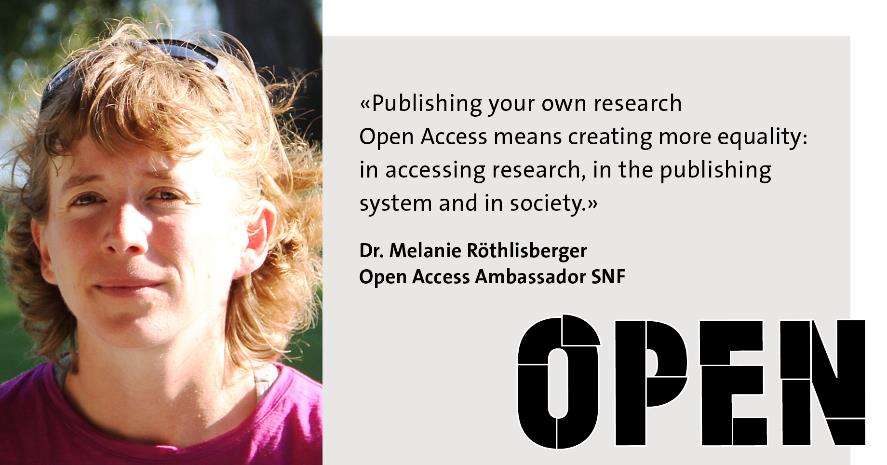 «Publishing your own research
Open Access means creating more equality:
in accessing research, in the publishing
system and in society.»
Dr. Melanie Röthlisberger
Open Access Ambassador SNF
OPEN